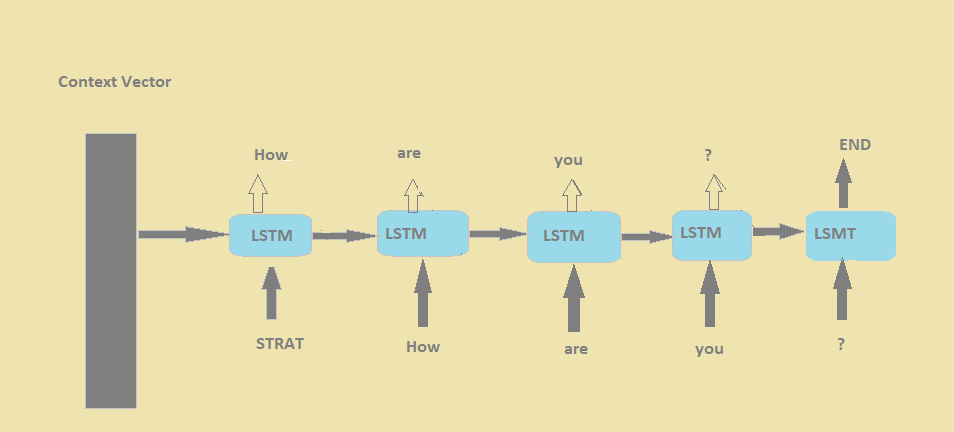 Context Vector
How are you ? END
LSTM LSTM LSTM LSTM LSMT
STRAT How are you ?